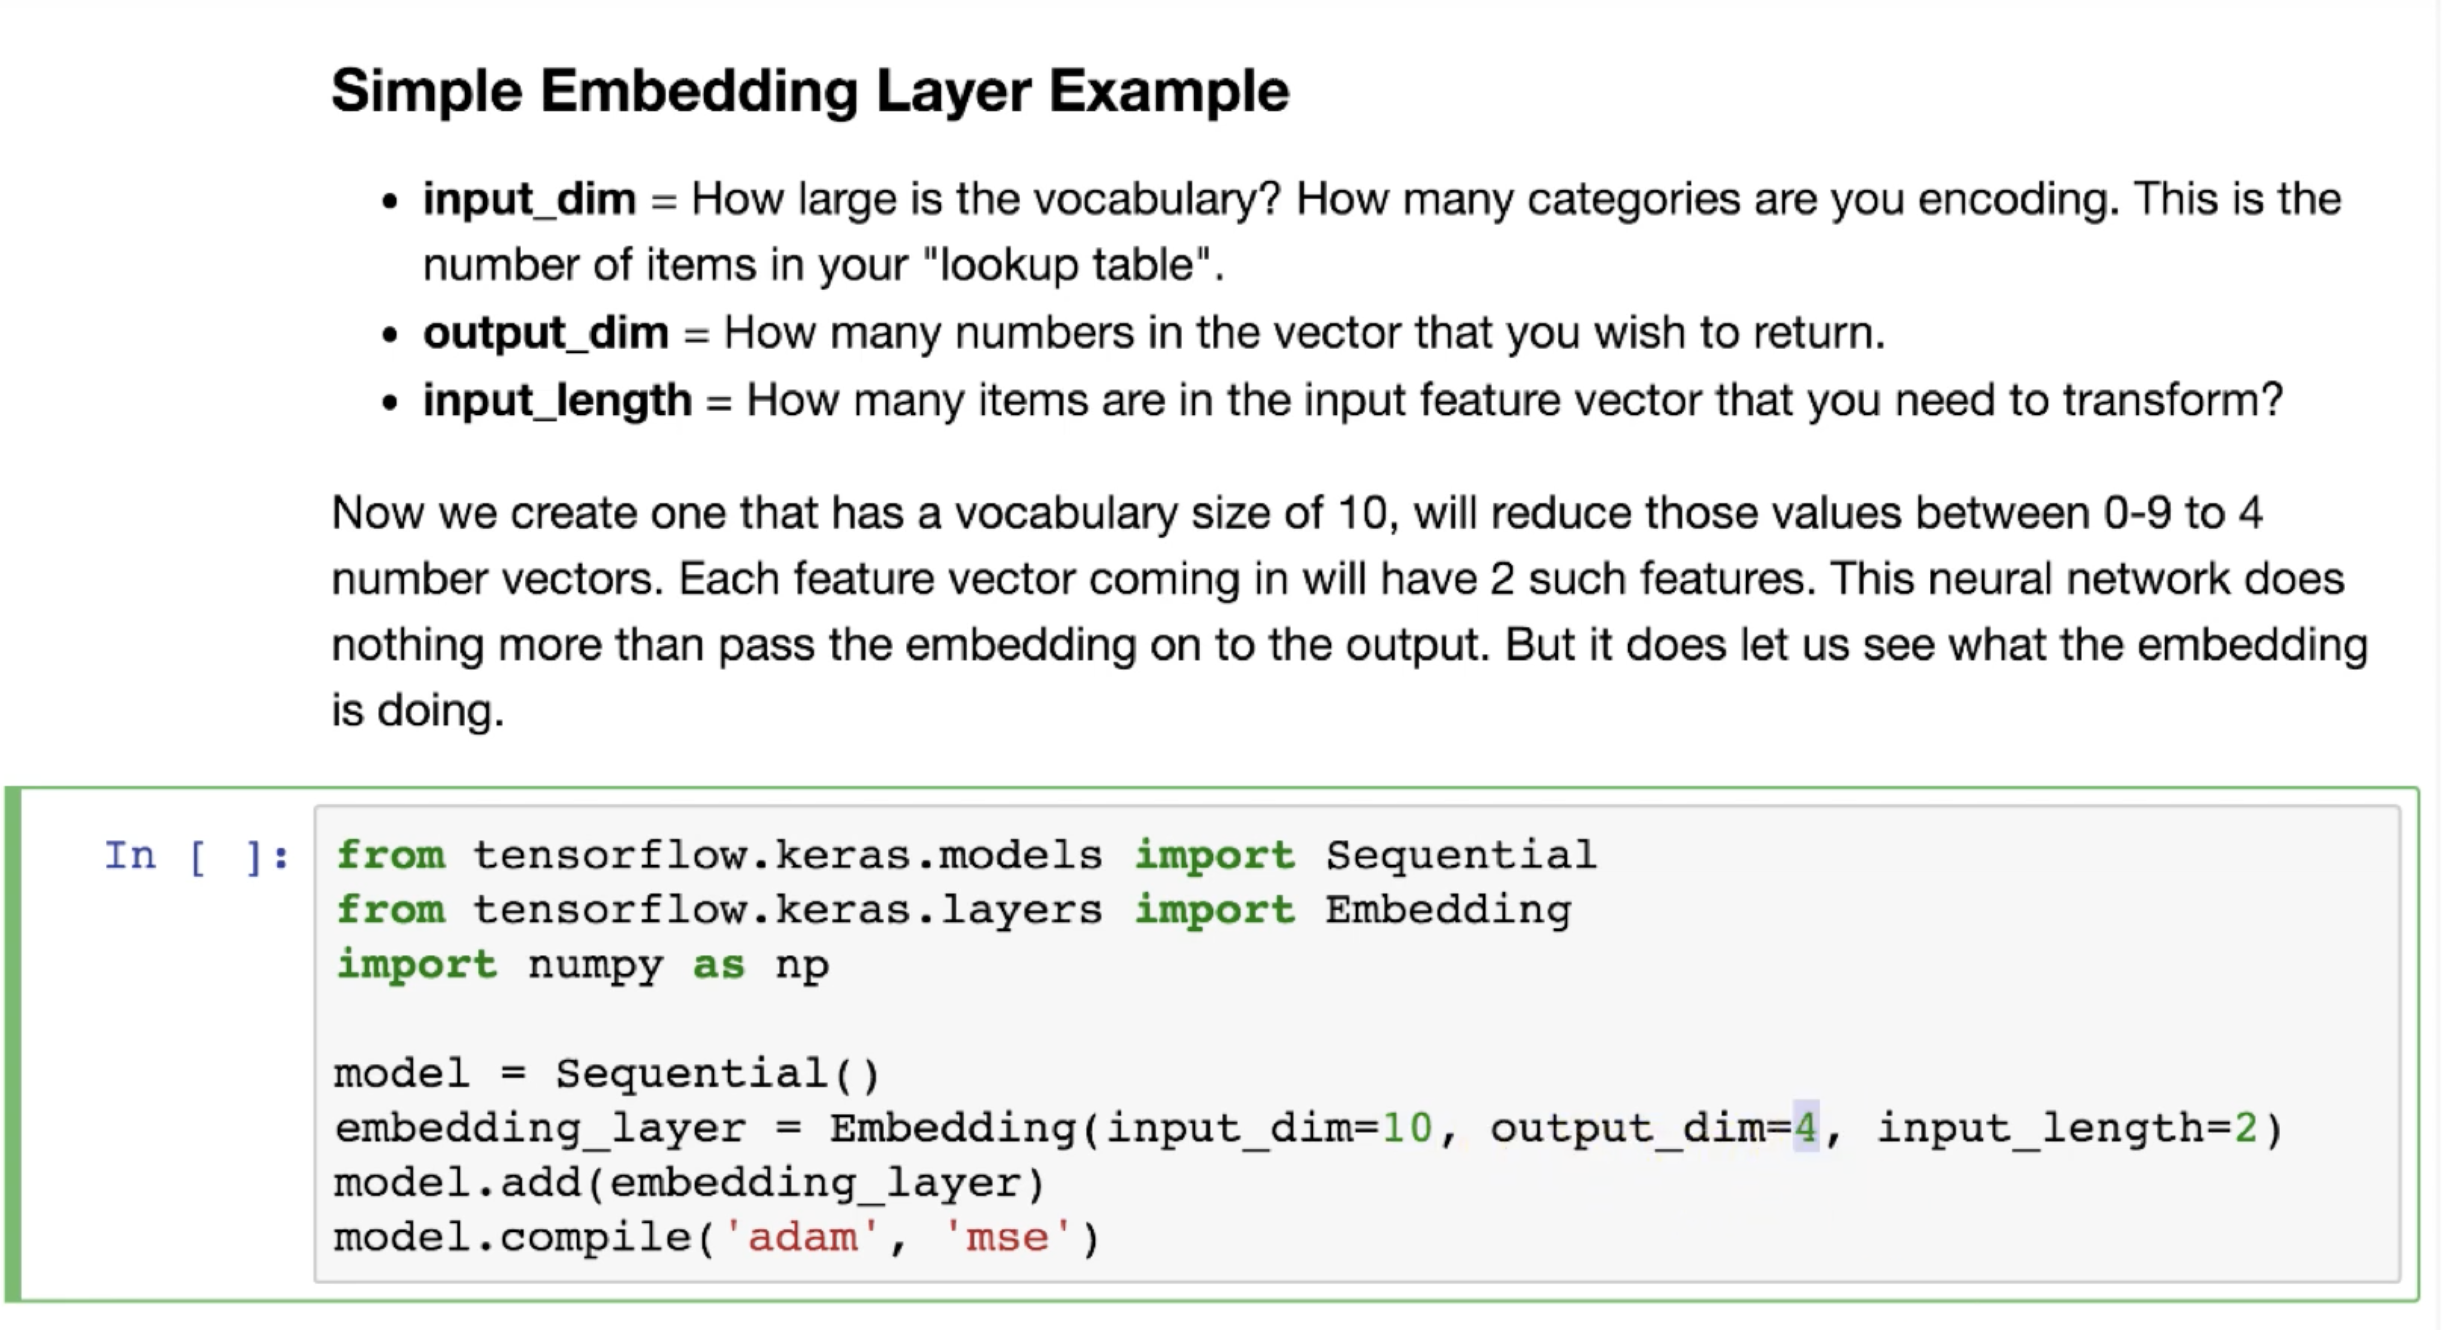 Simple Embedding Layer Example
• input_dim = How large is the vocabulary? How many categories are you encoding. This is the
number of items in your "lookup table".
• output_dim = How many numbers in the vector that you wish to return.
• input_length = How many items are in the input feature vector that you need to transform?
Now we create one that has a vocabulary size of 10, will reduce those values between 0-9 to 4
number vectors. Each feature vector coming in will have 2 such features. This neural network does
nothing more than pass the embedding on to the output. But it does let us see what the embedding
is doing.
In [ ]: from tensorflow.keras.models import Sequential
from tensorflow.keras.layers import Embedding
import numpy as np
model = Sequential()
embedding_layer = Embedding(input_dim=10, output_dim=4, input_length=2)
model.add(embedding_layer)
model.compile('adam', 'mse')